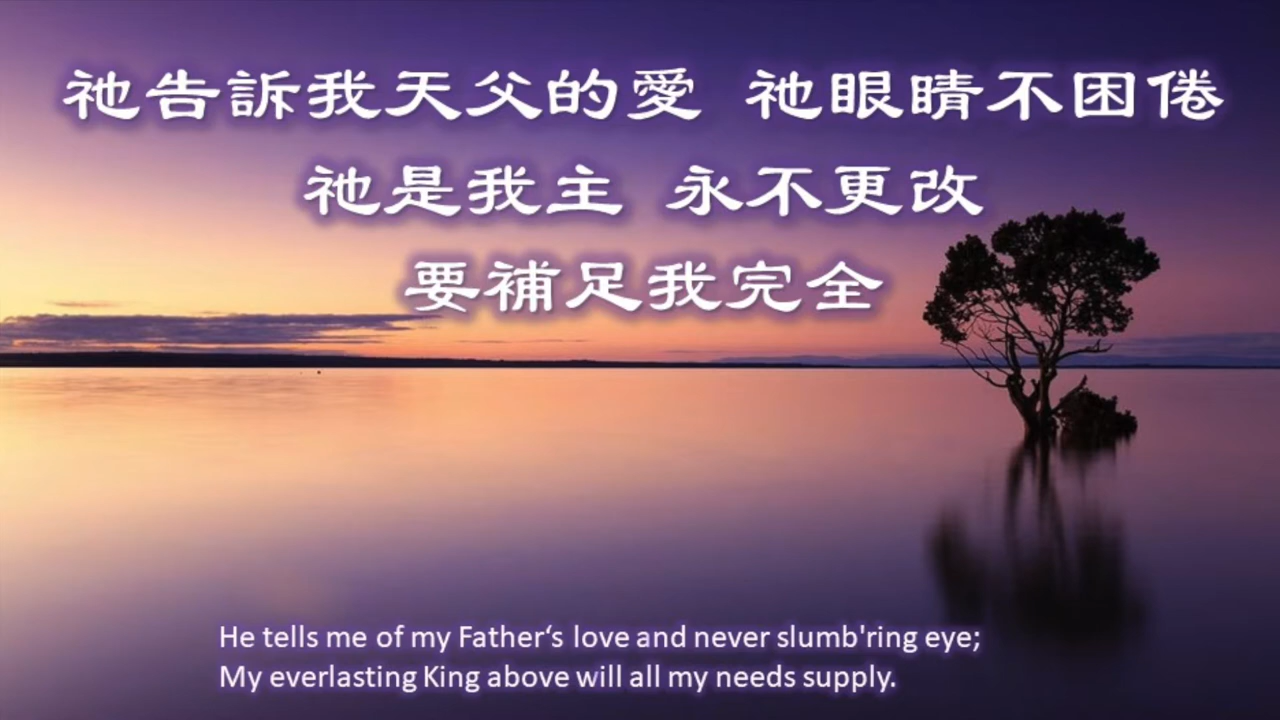 祂告訴我天父的愛 祂眼睛不困倦
祂是我主 永不更改
要補足我完全
He tells me of my Father‘s love and never slumb'ring eye;
My everlasting King above will all my needs supply.